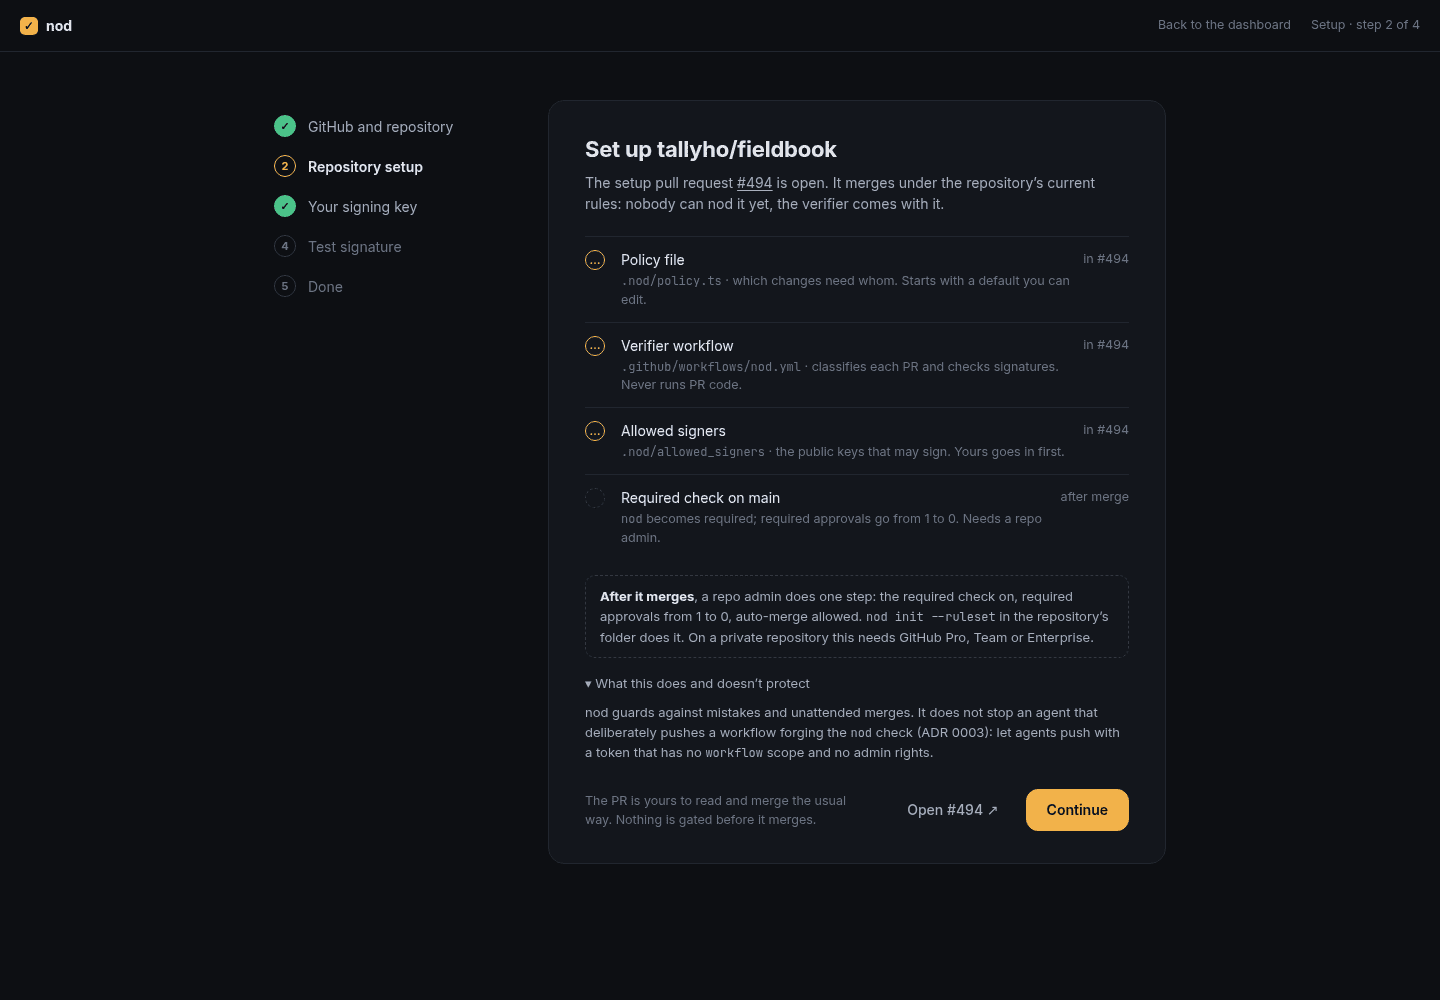 ✓ nod
Back to the dashboard Setup · step 2 of 4
✓ GitHub and repository
2 Repository setup
✓ Your signing key
4 Test signature
5 Done
Set up tallyho/fieldbook
The setup pull request #494 is open. It merges under the repository’s current
rules: nobody can nod it yet, the verifier comes with it.
… Policy file in #494
.nod/policy.ts · which changes need whom. Starts with a default you can
edit.
… Verifier workflow in #494
.github/workflows/nod.yml · classifies each PR and checks signatures.
Never runs PR code.
… Allowed signers in #494
.nod/allowed_signers · the public keys that may sign. Yours goes in first.
Required check on main after merge
nod becomes required; required approvals go from 1 to 0. Needs a repo
admin.
After it merges, a repo admin does one step: the required check on, required
approvals from 1 to 0, auto-merge allowed. nod init --ruleset in the repository’s
folder does it. On a private repository this needs GitHub Pro, Team or Enterprise.
▾ What this does and doesn’t protect
nod guards against mistakes and unattended merges. It does not stop an agent that
deliberately pushes a workflow forging the nod check (ADR 0003): let agents push with
a token that has no workflow scope and no admin rights.
The PR is yours to read and merge the usual
way. Nothing is gated before it merges.
Open #494 ↗ Continue